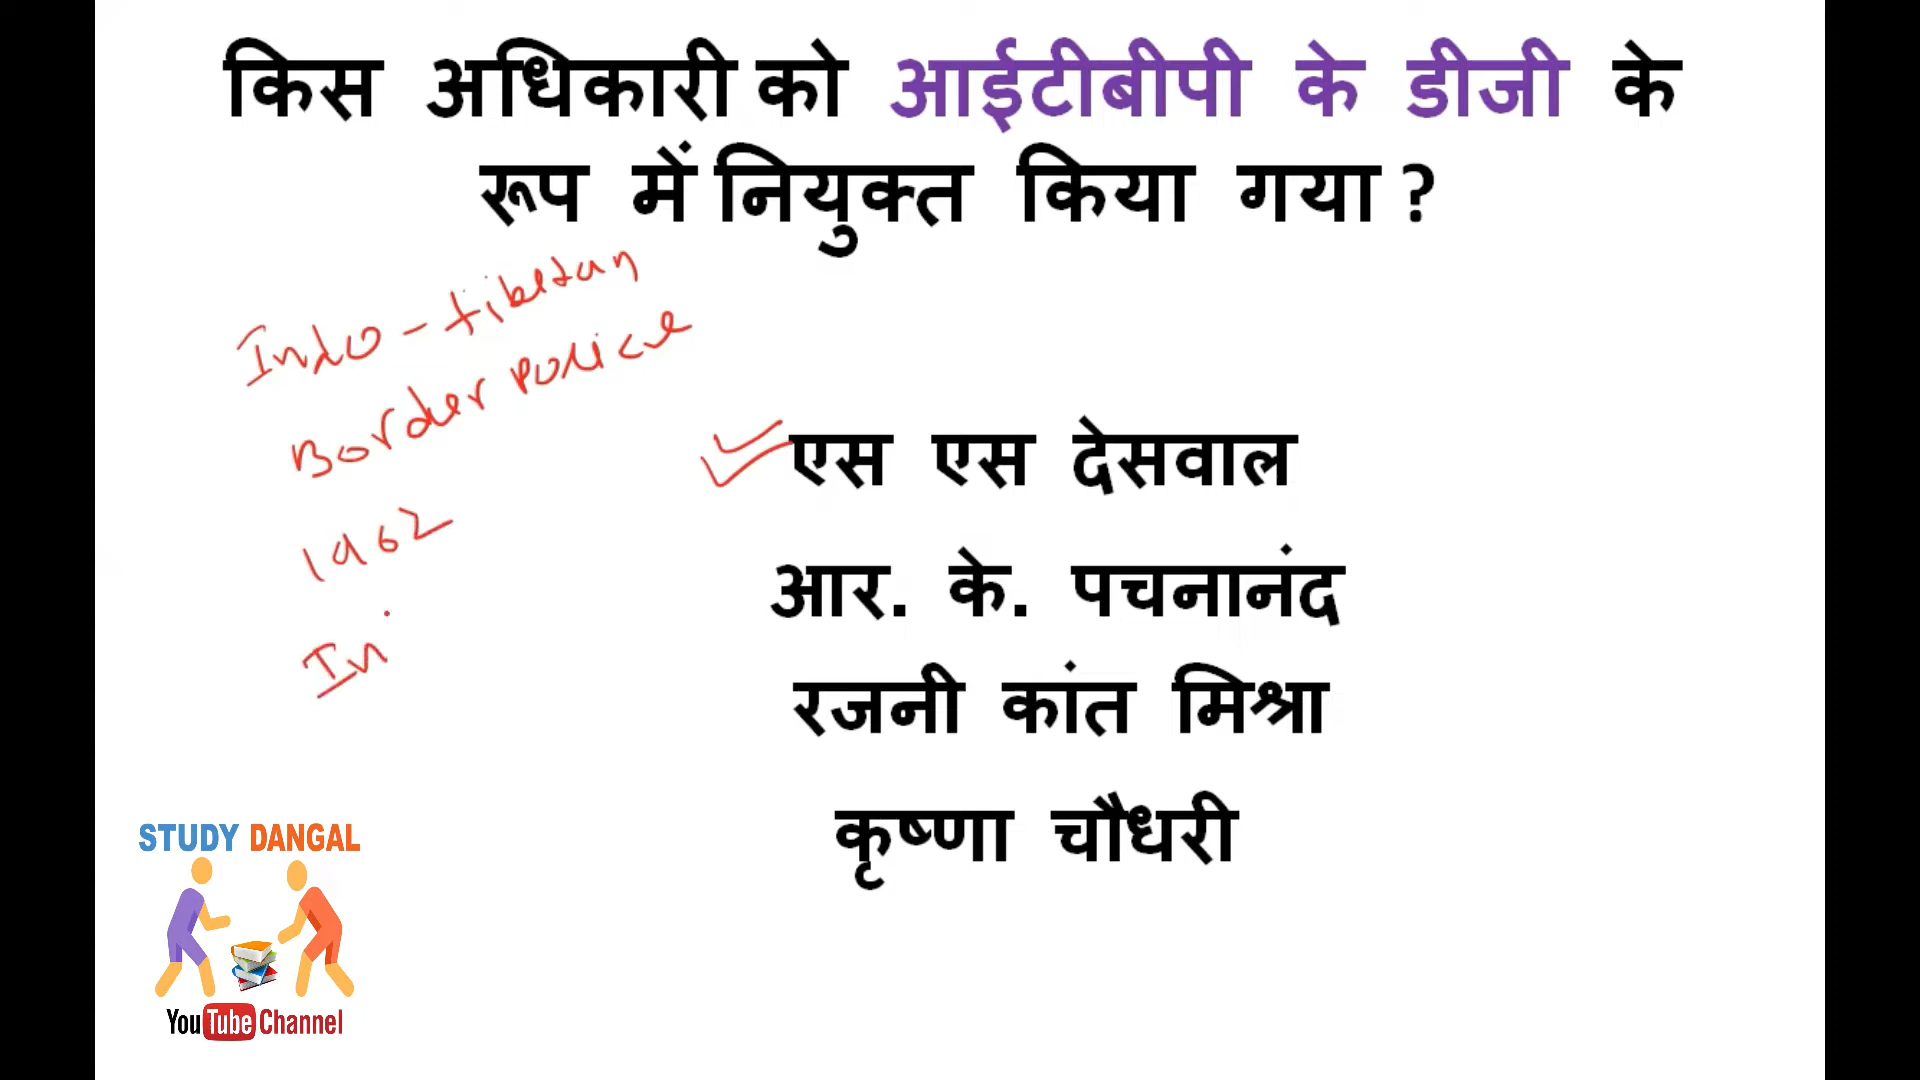 किस अधिकारी को आईटीबीपी के डीजी के
रूप में नियुक्त किया गया ?
Indo - tibetan
Border police
1962
In
एस एस देसवाल
आर. के. पचनानंद
रजनी कांत मिश्रा
कृष्णा चौधरी
STUDY DANGAL
YouTube Channel